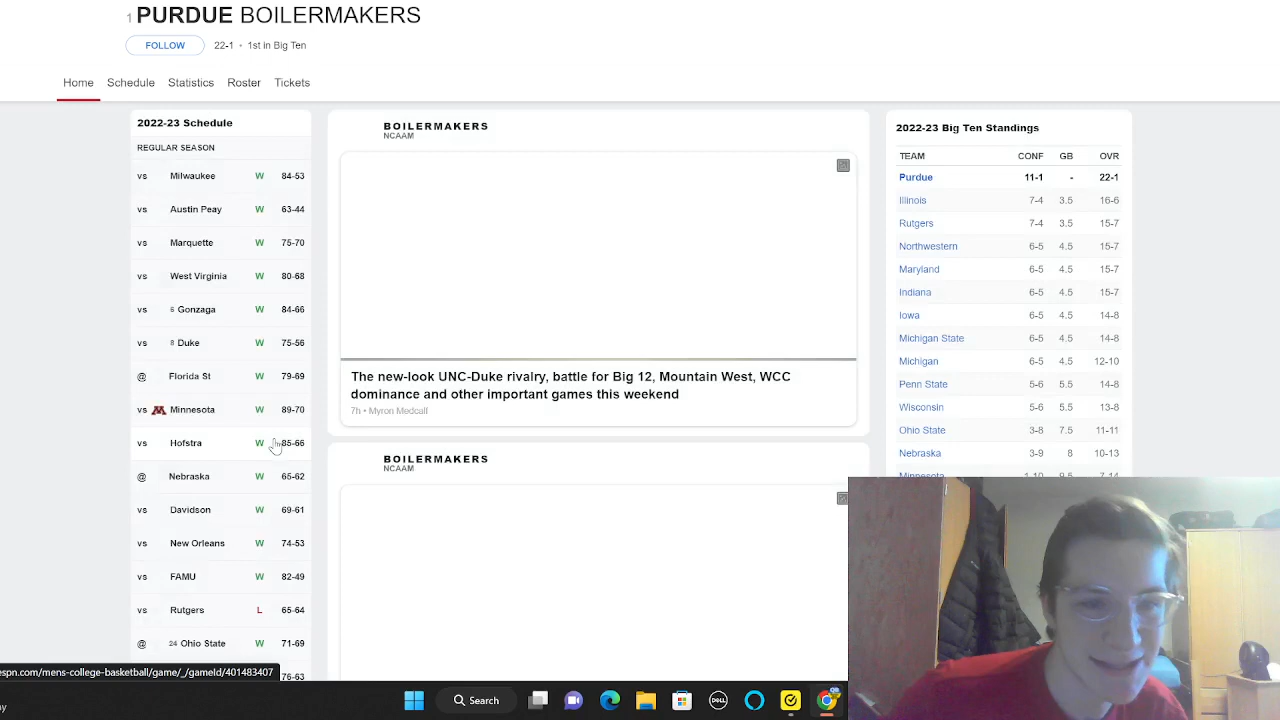 1 PURDUE BOILERMAKERS
FOLLOW 22-1 • 1st in Big Ten
Home Schedule Statistics Roster Tickets
2022-23 Schedule
REGULAR SEASON
vs Milwaukee W 84-53
vs Austin Peay W 63-44
vs Marquette W 75-70
vs West Virginia W 80-68
vs 6 Gonzaga W 84-66
vs 8 Duke W 75-56
@ Florida St W 79-69
vs M Minnesota W 89-70
vs Hofstra W 85-66
@ Nebraska W 65-62
vs Davidson W 69-61
vs New Orleans W 74-53
vs FAMU W 82-49
vs Rutgers L 65-64
@ 24 Ohio State W 71-69
76-63
espn.com/mens-college-basketball/game/_/gameId/401483407
BOILERMAKERS
NCAAM
The new-look UNC-Duke rivalry, battle for Big 12, Mountain West, WCC
dominance and other important games this weekend
7h • Myron Medcalf
BOILERMAKERS
NCAAM
2022-23 Big Ten Standings
TEAM CONF GB OVR
Purdue 11-1 - 22-1
Illinois 7-4 3.5 16-6
Rutgers 7-4 3.5 15-7
Northwestern 6-5 4.5 15-7
Maryland 6-5 4.5 15-7
Indiana 6-5 4.5 15-7
Iowa 6-5 4.5 14-8
Michigan State 6-5 4.5 14-8
Michigan 6-5 4.5 12-10
Penn State 5-6 5.5 14-8
Wisconsin 5-6 5.5 13-8
Ohio State 3-8 7.5 11-11
Nebraska 3-9 8 10-13
Minnesota 1-10 9.5 7-14
Search
DELL